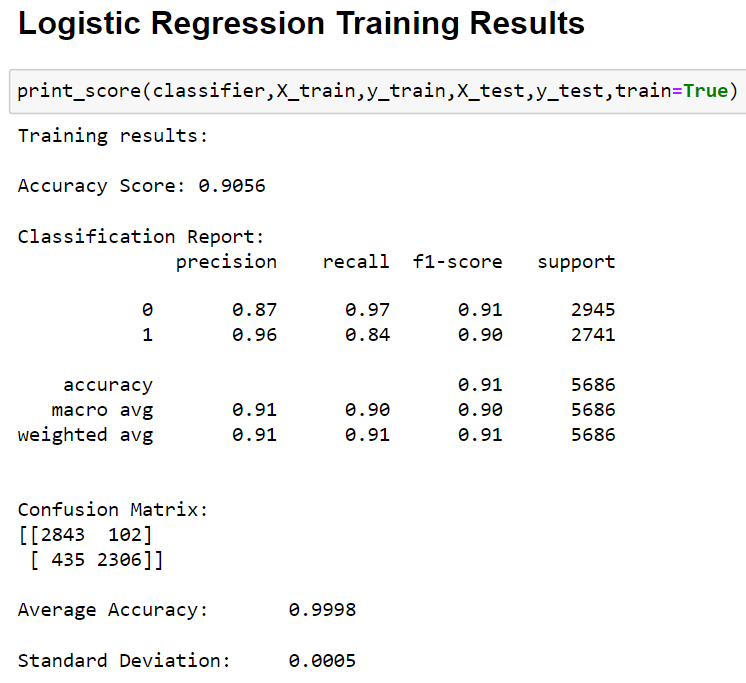 Logistic Regression Training Results
print_score(classifier,X_train,y_train,X_test,y_test,train=True)
Training results:
Accuracy Score: 0.9056
Classification Report:
precision recall f1-score support
0 0.87 0.97 0.91 2945
1 0.96 0.84 0.90 2741
accuracy 0.91 5686
macro avg 0.91 0.90 0.90 5686
weighted avg 0.91 0.91 0.91 5686
Confusion Matrix:
[[2843 102]
[ 435 2306]]
Average Accuracy: 0.9998
Standard Deviation: 0.0005